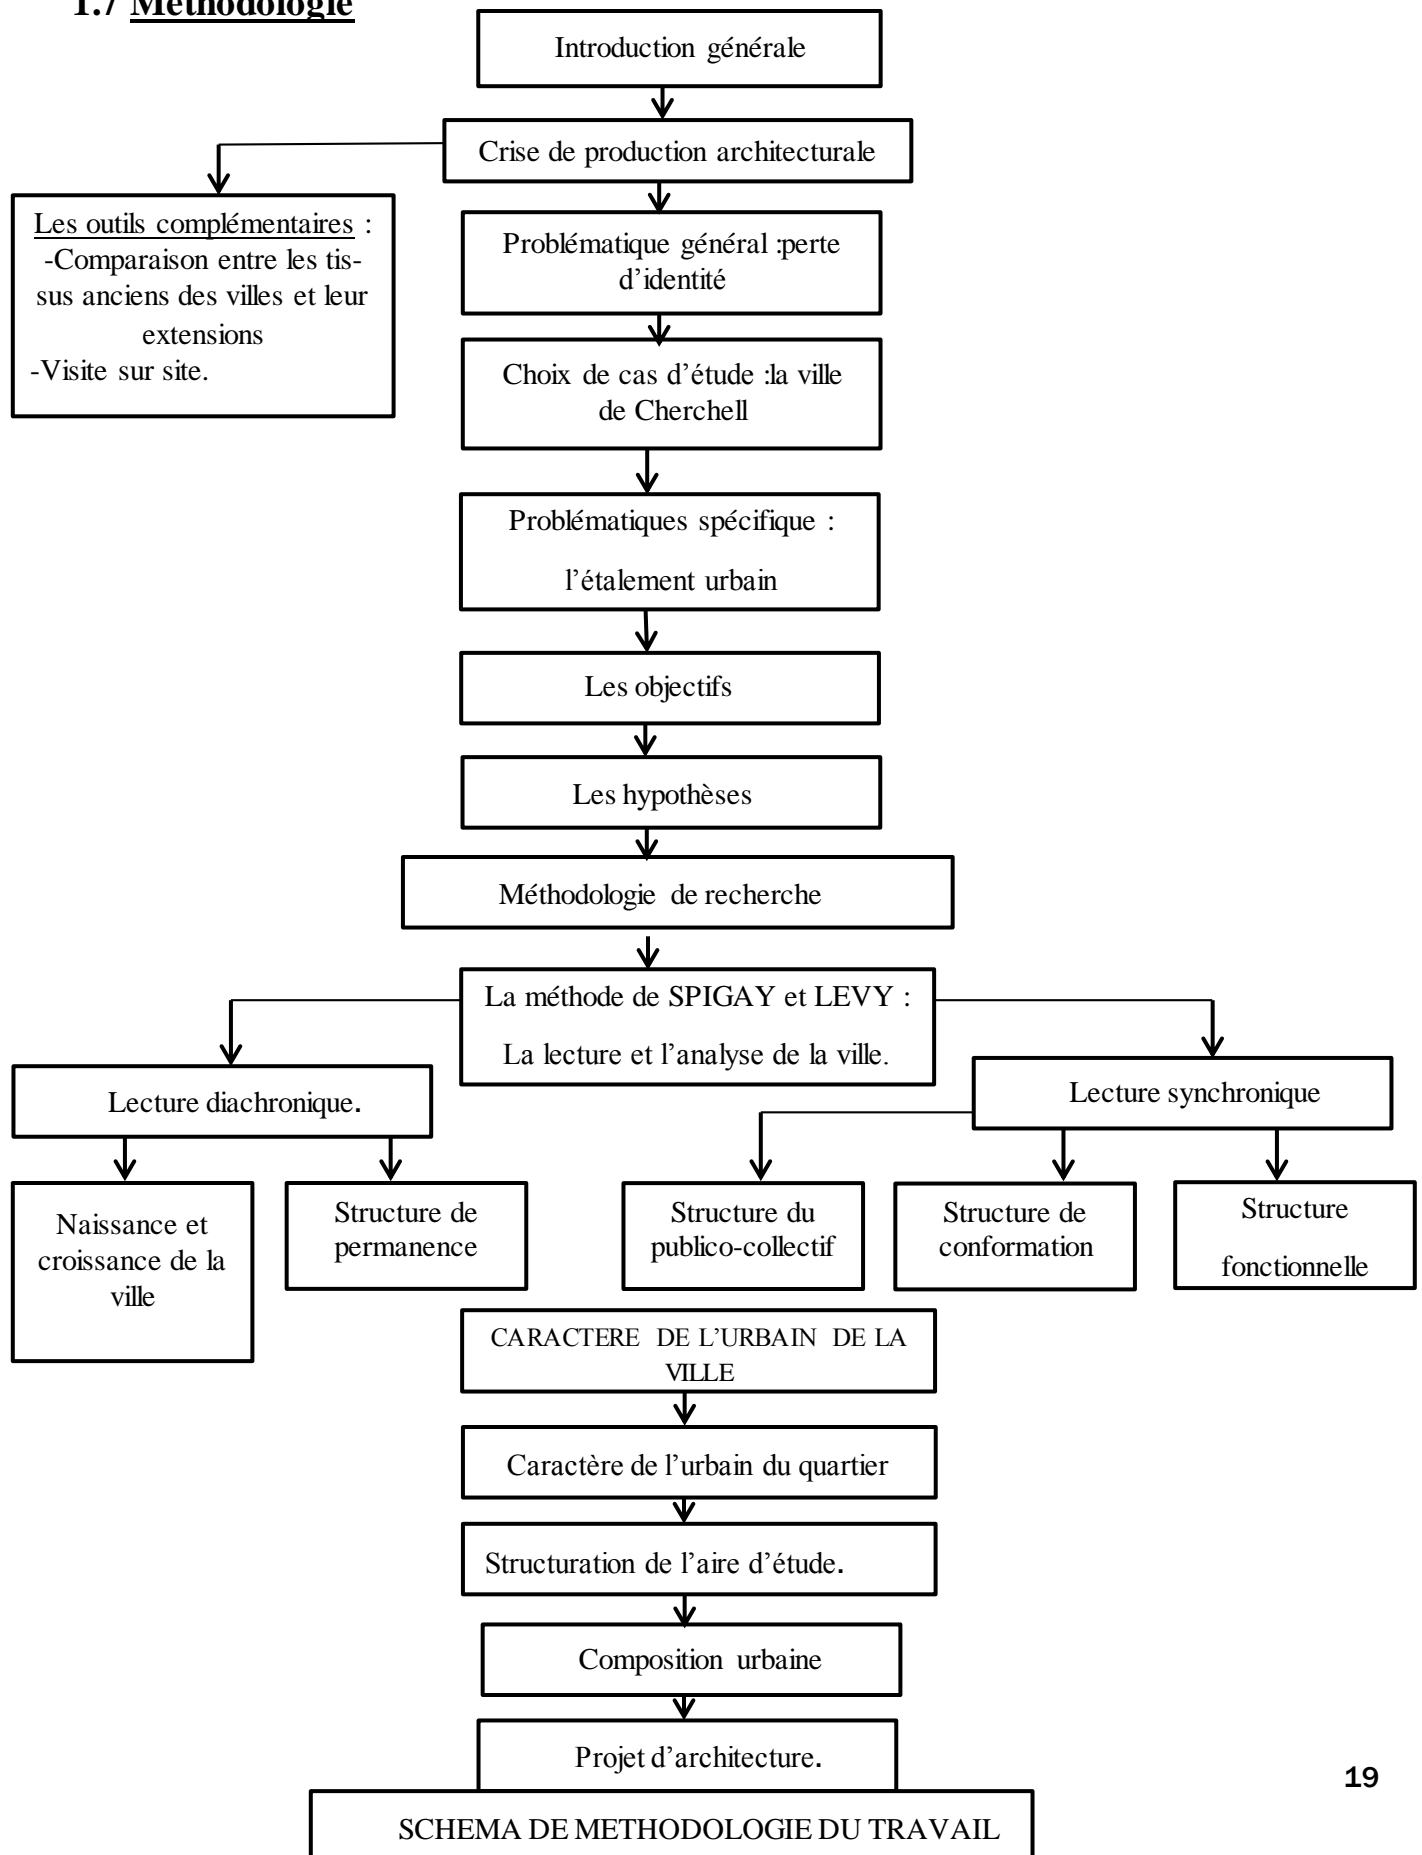 1.7 Méthodologie
Introduction générale
Crise de production architecturale
Les outils complémentaires :
-Comparaison entre les tis-
sus anciens des villes et leur
extensions
-Visite sur site.
Problématique général :perte
d’identité
Choix de cas d’étude :la ville
de Cherchell
Problématiques spécifique :
l’étalement urbain
Les objectifs
Les hypothèses
Méthodologie de recherche
La méthode de SPIGAY et LEVY :
La lecture et l’analyse de la ville.
Lecture diachronique.
Lecture synchronique
Naissance et
croissance de la
ville
Structure de
permanence
Structure du
publico-collectif
Structure de
conformation
Structure
fonctionnelle
CARACTERE DE L’URBAIN DE LA
VILLE
Caractère de l’urbain du quartier
Structuration de l’aire d’étude.
Composition urbaine
Projet d’architecture.
19
SCHEMA DE METHODOLOGIE DU TRAVAIL